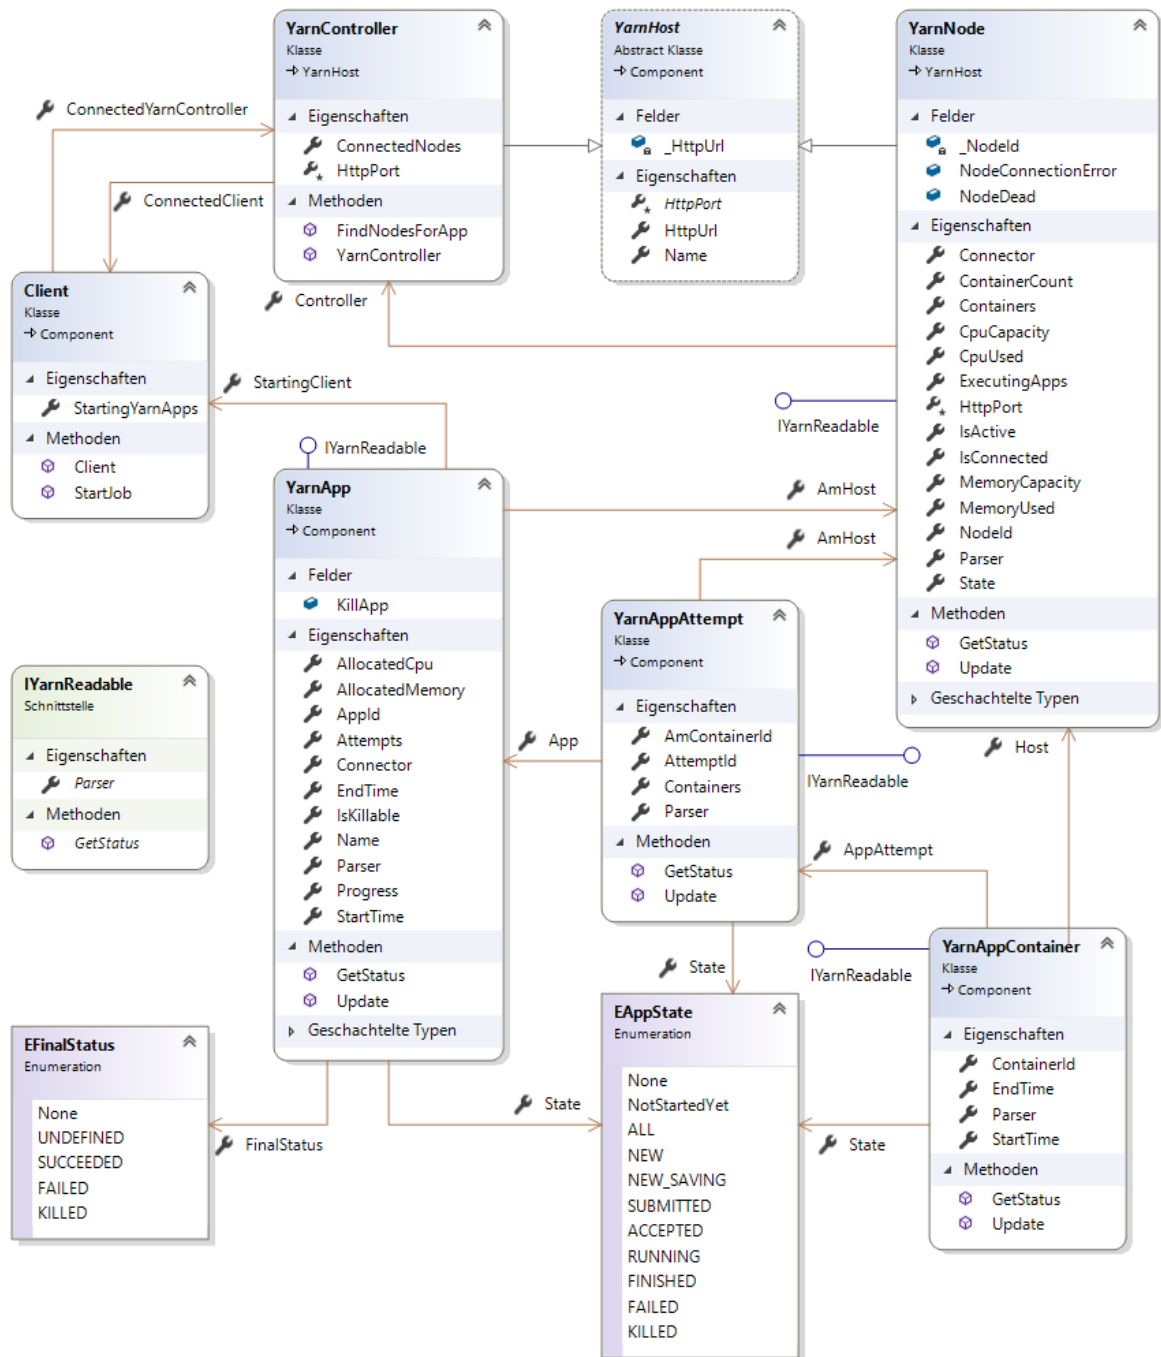 YarnController
Klasse
YarnHost
Eigenschaften
ConnectedNodes
HttpPort
Methoden
FindNodesForApp
YarnController
YarnHost
Abstract Klasse
Component
Felder
_HttpUrl
Eigenschaften
HttpPort
HttpUrl
Name
YarnNode
Klasse
YarnHost
Felder
_NodeId
NodeConnectionError
NodeDead
Eigenschaften
Connector
ContainerCount
Containers
CpuCapacity
CpuUsed
ExecutingApps
HttpPort
IsActive
IsConnected
MemoryCapacity
MemoryUsed
NodeId
Parser
State
Methoden
GetStatus
Update
Geschachtelte Typen
ConnectedYarnController
ConnectedClient
Controller
Client
Klasse
Component
Eigenschaften
StartingYarnApps
Methoden
Client
StartJob
StartingClient
IYarnReadable
IYarnReadable
AmHost
AmHost
YarnApp
Klasse
Component
Felder
KillApp
Eigenschaften
AllocatedCpu
AllocatedMemory
AppId
Attempts
Connector
EndTime
IsKillable
Name
Parser
Progress
StartTime
Methoden
GetStatus
Update
Geschachtelte Typen
YarnAppAttempt
Klasse
Component
Eigenschaften
AmContainerId
AttemptId
Containers
Parser
Methoden
GetStatus
Update
IYarnReadable
Schnittstelle
Eigenschaften
Parser
Methoden
GetStatus
App
IYarnReadable
Host
AppAttempt
State
IYarnReadable
YarnAppContainer
Klasse
Component
Eigenschaften
ContainerId
EndTime
Parser
StartTime
Methoden
GetStatus
Update
EFinalStatus
Enumeration
None
UNDEFINED
SUCCEEDED
FAILED
KILLED
FinalStatus
State
EAppState
Enumeration
None
NotStartedYet
ALL
NEW
NEW_SAVING
SUBMITTED
ACCEPTED
RUNNING
FINISHED
FAILED
KILLED
State